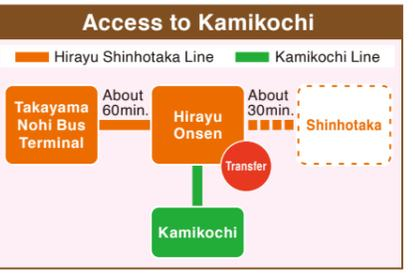 Access to Kamikochi
Hirayu Shinhotaka Line
Kamikochi Line
Takayama
Nohi Bus
Terminal
About
60min.
Hirayu
Onsen
About
30min.
Shinhotaka
Transfer
Kamikochi